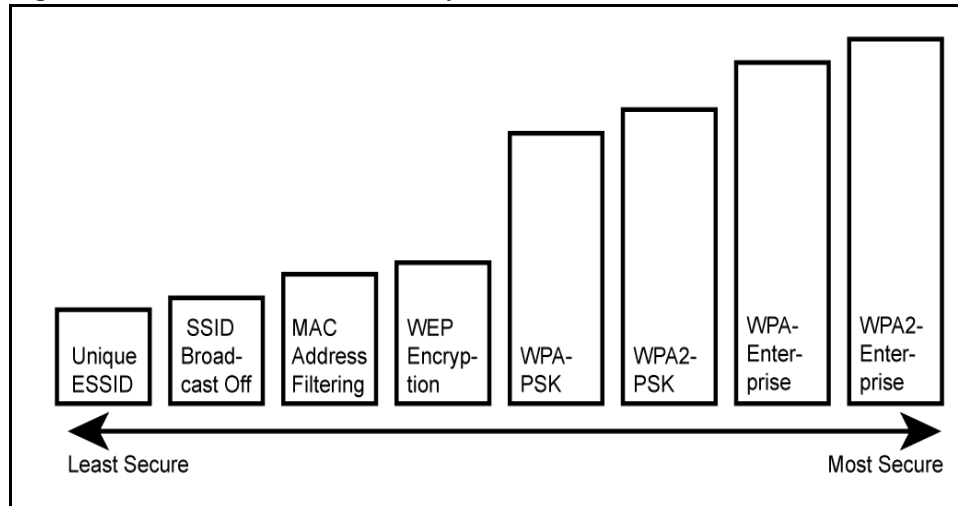 Unique
ESSID
SSID
Broad-
cast Off
MAC
Address
Filtering
WEP
Encryp-
tion
WPA-
PSK
WPA2-
PSK
WPA-
Enter-
prise
WPA2-
Enter-
prise
Least Secure
Most Secure